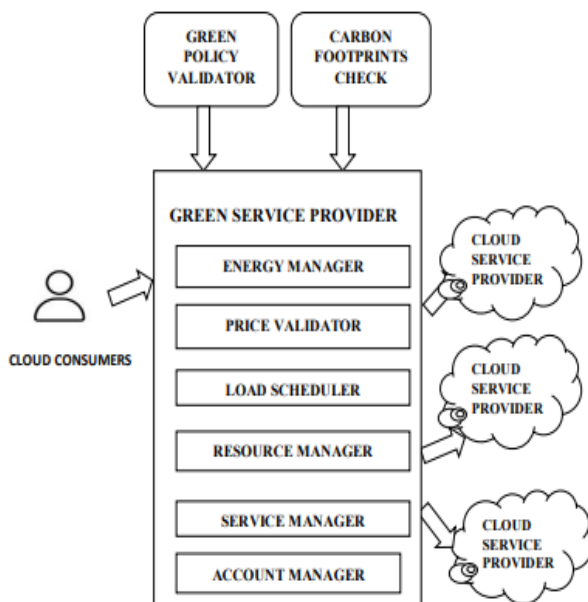 GREEN
POLICY
VALIDATOR
CARBON
FOOTPRINTS
CHECK
GREEN SERVICE PROVIDER
ENERGY MANAGER
PRICE VALIDATOR
LOAD SCHEDULER
RESOURCE MANAGER
SERVICE MANAGER
ACCOUNT MANAGER
CLOUD CONSUMERS
CLOUD
SERVICE
PROVIDER
CLOUD
SERVICE
PROVIDER
CLOUD
SERVICE
PROVIDER